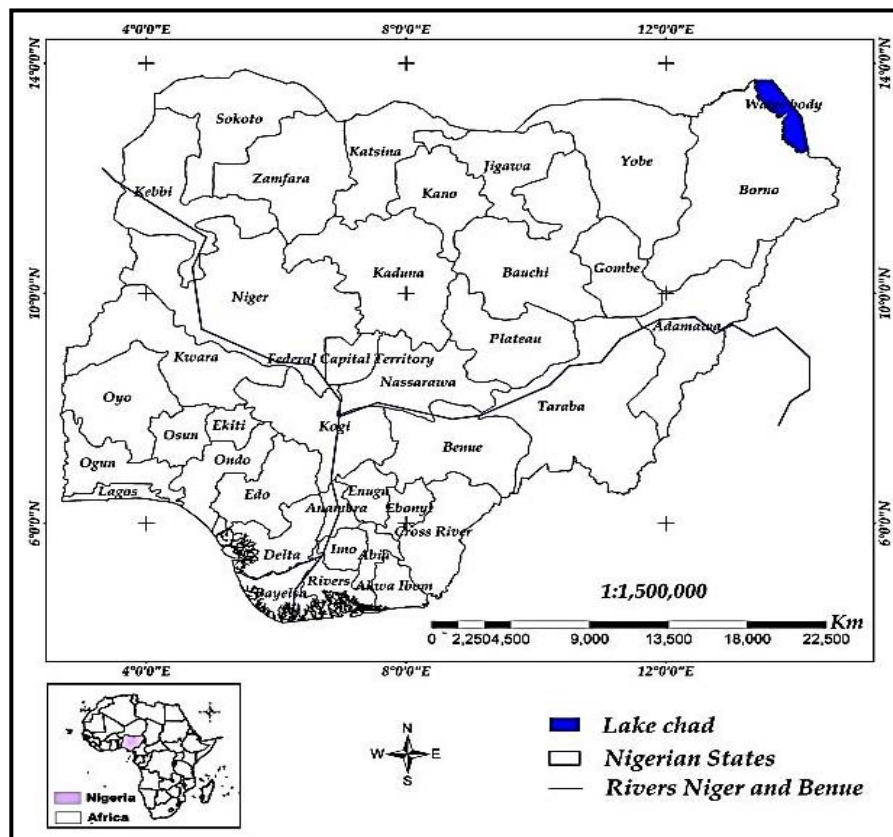 4°0'0"E 8°0'0"E 12°0'0"E
14°0'0"N 14°0'0"N
10°0'0"N 10°0'0"N
6°0'0"N 6°0'0"N
Waterbody
Sokoto
Katsina
Jigawa
Yobe
Zamfara
Kano
Kebbi
Borno
Kaduna
Bauchi
Gombe
Niger
Plateau
Adamawa
Kwara
Federal Capital Territory
Nassarawa
Oyo
Taraba
Osun
Ekiti
Kogi
Benue
Ogun
Ondo
Lagos
Edo
Enugu
Anambra
Ebonyi
Cross River
Delta
Imo
Abia
Bayelsa
Rivers
Akwa Ibom
1:1,500,000
Km
0 2,250 4,500 9,000 13,500 18,000 22,500
4°0'0"E 8°0'0"E 12°0'0"E
Nigeria
Africa
N
W E
S
Lake chad
Nigerian States
Rivers Niger and Benue